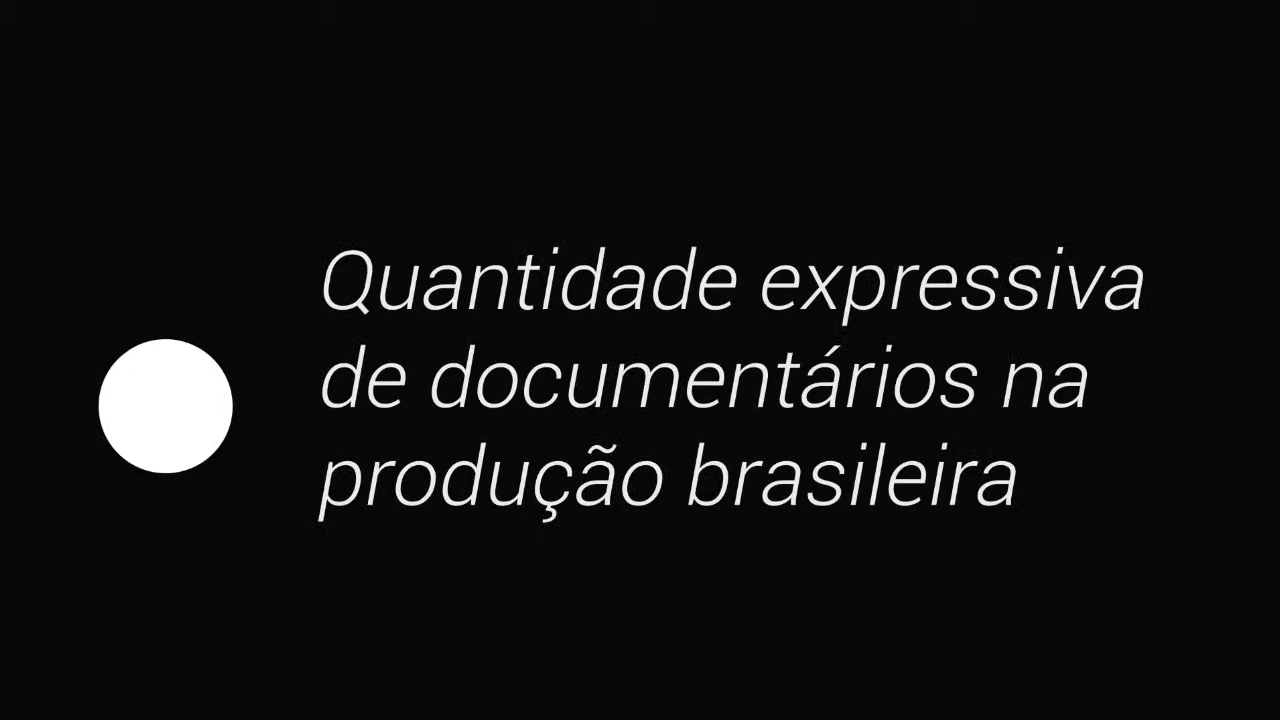 Quantidade expressiva
de documentários na
produção brasileira